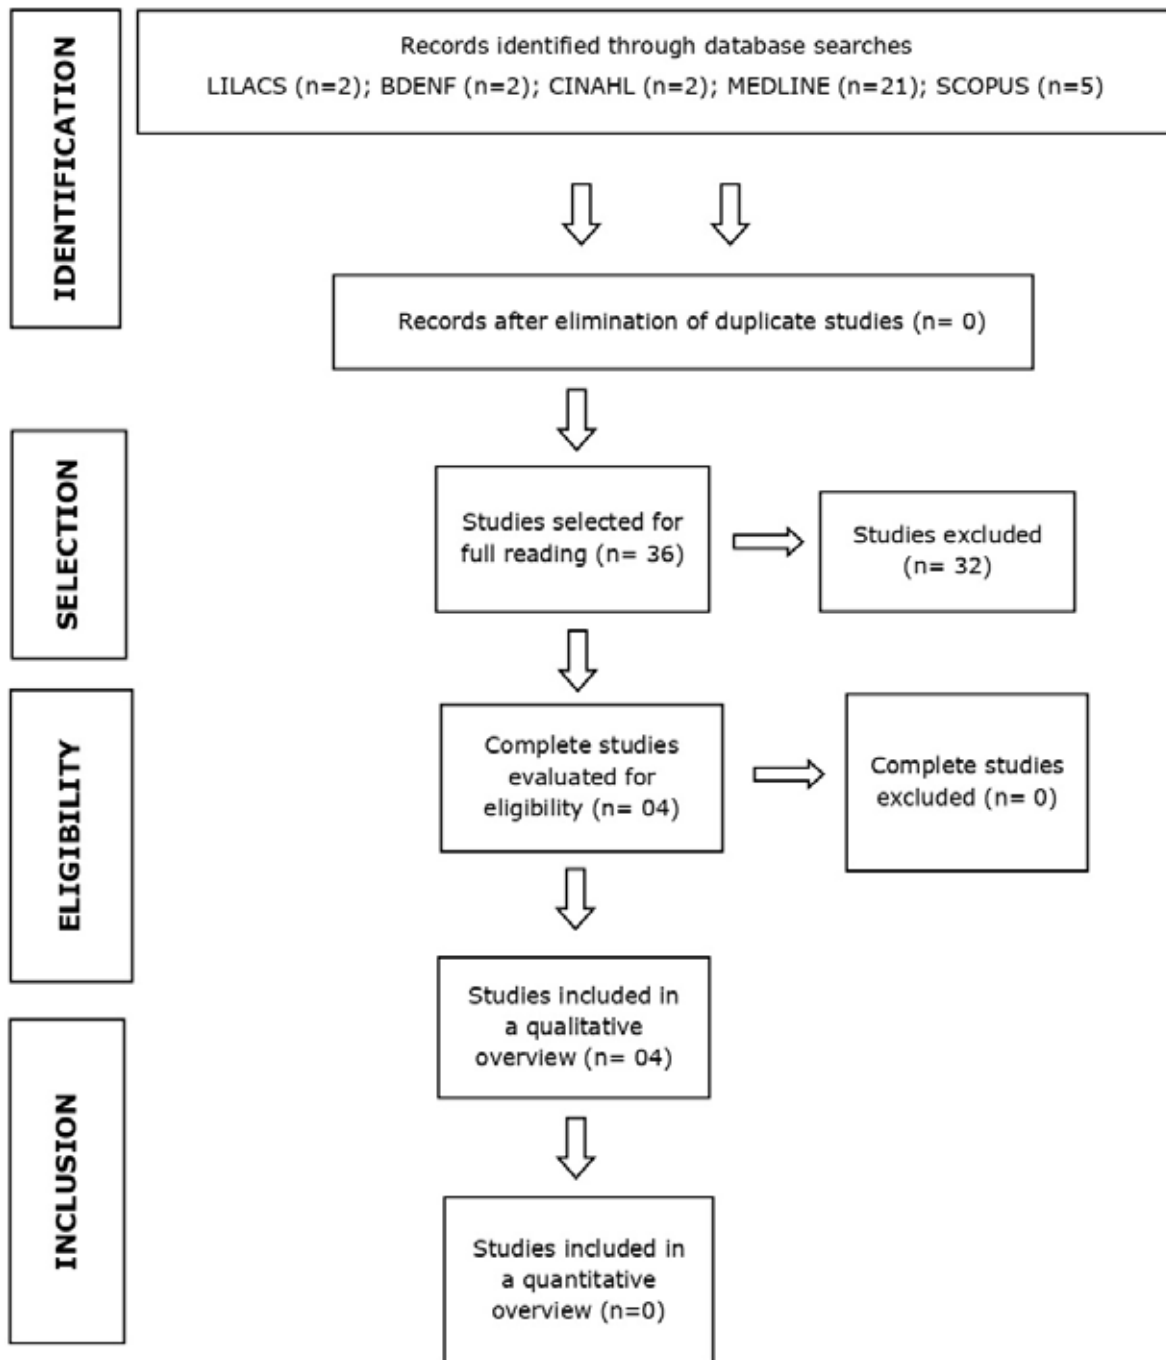 IDENTIFICATION
Records identified through database searches
LILACS (n=2); BDENF (n=2); CINAHL (n=2); MEDLINE (n=21); SCOPUS (n=5)
Records after elimination of duplicate studies (n= 0)
SELECTION
Studies selected for
full reading (n= 36)
Studies excluded
(n= 32)
ELIGIBILITY
Complete studies
evaluated for
eligibility (n= 04)
Complete studies
excluded (n= 0)
INCLUSION
Studies included in
a qualitative
overview (n= 04)
Studies included in
a quantitative
overview (n=0)